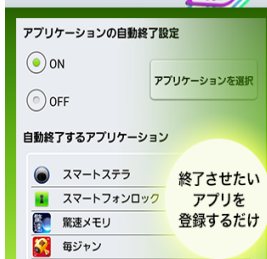 アプリケーションの自動終了設定
ON
アプリケーションを選択
OFF
自動終了するアプリケーション
スマートステラ
スマートフォンロック
驚速メモリ
毎ジャン
終了させたい
アプリを
登録するだけ